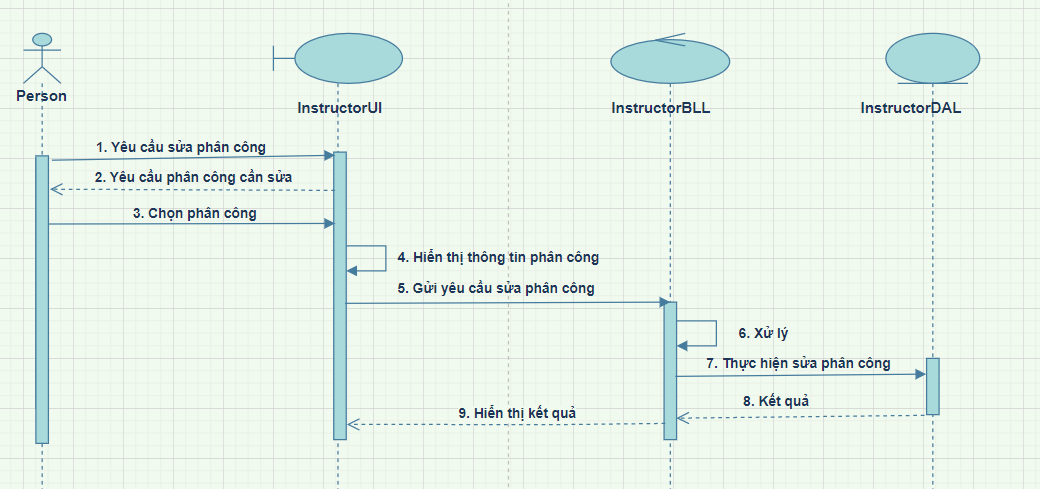 Person
InstructorUI
InstructorBLL
InstructorDAL
1. Yêu cầu sửa phân công
2. Yêu cầu phân công cần sửa
3. Chọn phân công
4. Hiển thị thông tin phân công
5. Gửi yêu cầu sửa phân công
6. Xử lý
7. Thực hiện sửa phân công
8. Kết quả
9. Hiển thị kết quả